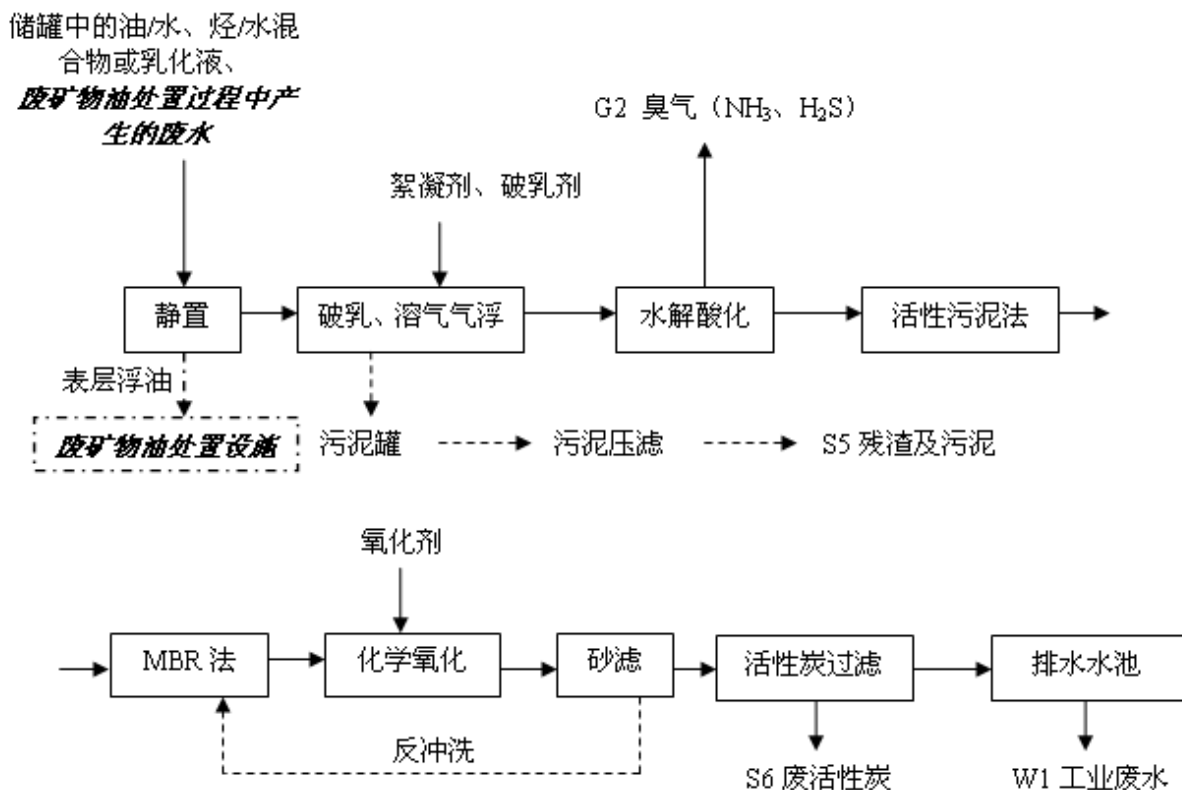 储罐中的油/水、烃/水混
合物或乳化液、
废矿物油处置过程中产
生的废水
G2 臭气（NH₃、H₂S）
絮凝剂、破乳剂
静置
破乳、溶气气浮
水解酸化
活性污泥法
表层浮油
废矿物油处置设施
污泥罐
污泥压滤
S5 残渣及污泥
氧化剂
MBR 法
化学氧化
砂滤
活性炭过滤
排水水池
反冲洗
S6 废活性炭
W1 工业废水